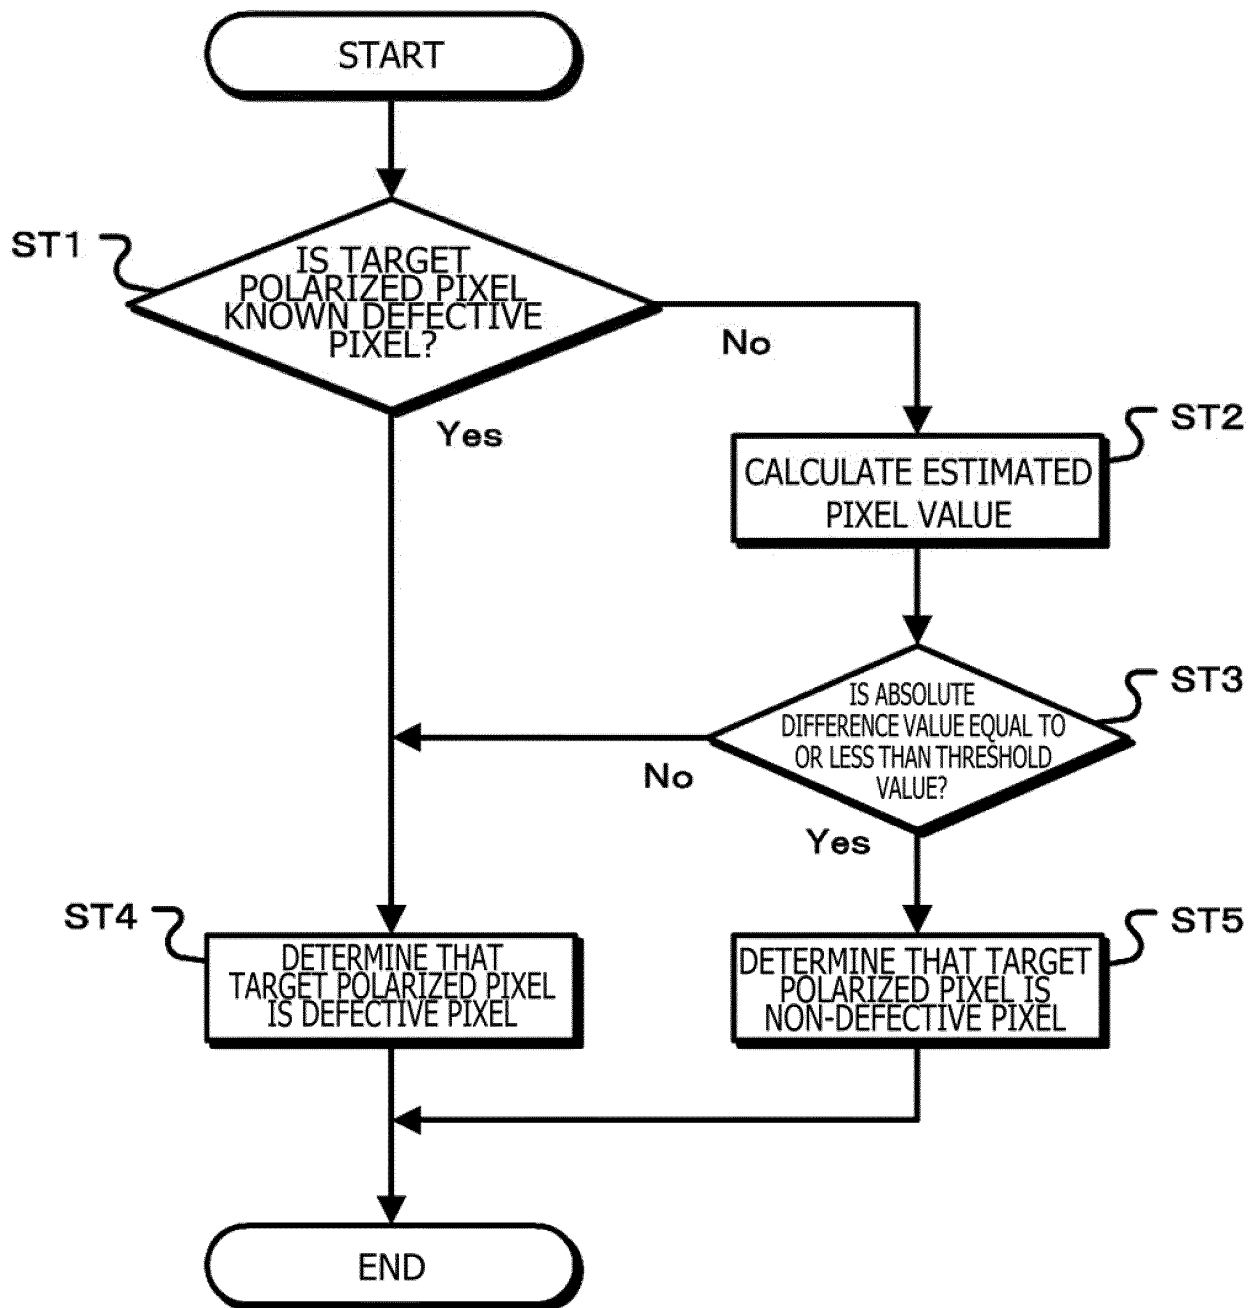 START
ST1
IS TARGET
POLARIZED PIXEL
KNOWN DEFECTIVE
PIXEL?
No
Yes
ST2
CALCULATE ESTIMATED
PIXEL VALUE
ST3
IS ABSOLUTE
DIFFERENCE VALUE EQUAL TO
OR LESS THAN THRESHOLD
VALUE?
No
Yes
ST4
DETERMINE THAT
TARGET POLARIZED PIXEL
IS DEFECTIVE PIXEL
ST5
DETERMINE THAT TARGET
POLARIZED PIXEL IS
NON-DEFECTIVE PIXEL
END